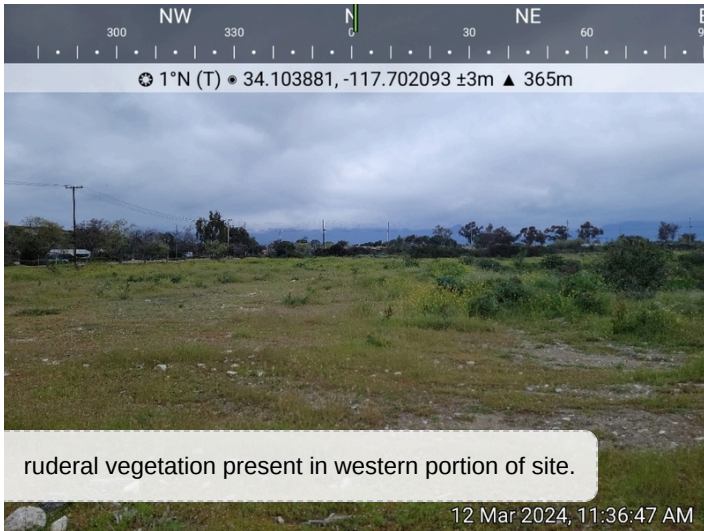 NW N NE E
300 330 0 30 60 9
1°N (T) 34.103881, -117.702093 ±3m ▲ 365m
ruderal vegetation present in western portion of site.
12 Mar 2024, 11:36:47 AM